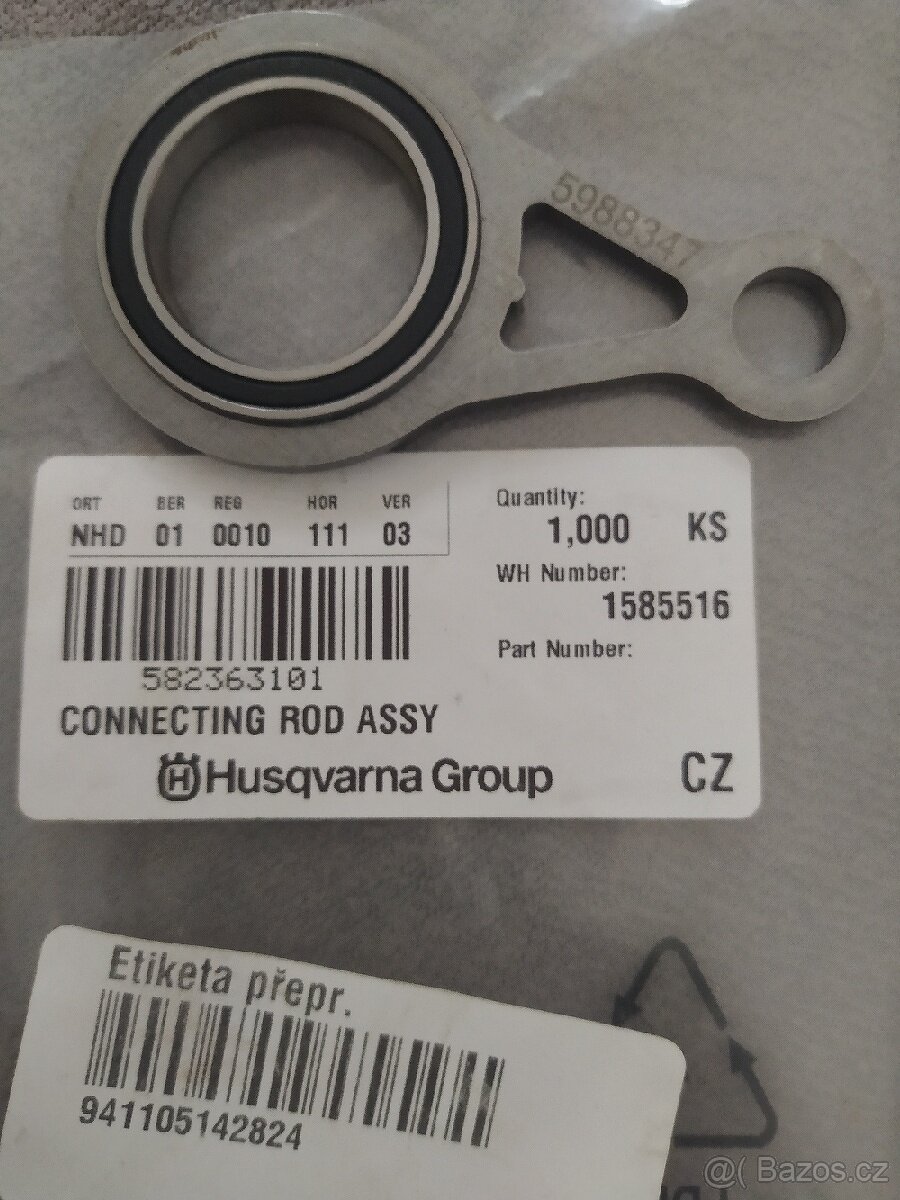 5988347
ORT BER REG HOR VER
NHD 01 0010 111 03
Quantity:
1,000 KS
WH Number:
1585516
Part Number:
582363101
CONNECTING ROD ASSY
H Husqvarna Group CZ
Etiketa přepr.
941105142824
@( Bazos.cz